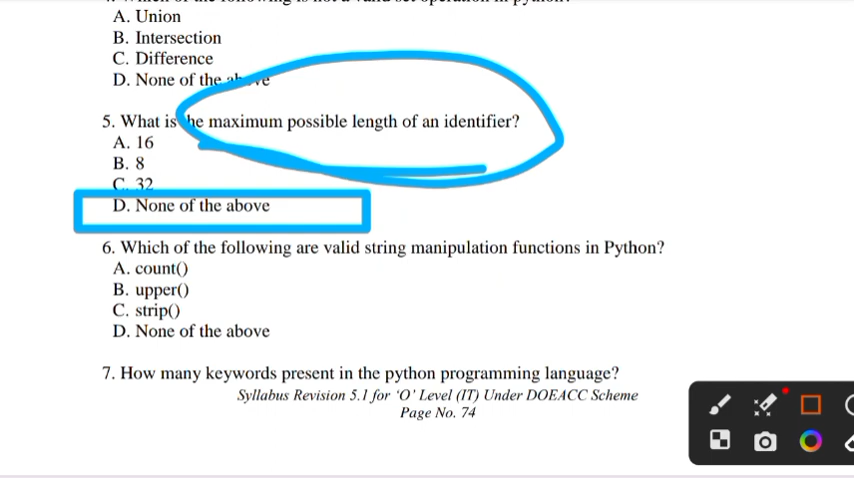 A. Union
B. Intersection
C. Difference
D. None of the above
5. What is the maximum possible length of an identifier?
A. 16
B. 8
C. 32
D. None of the above
6. Which of the following are valid string manipulation functions in Python?
A. count()
B. upper()
C. strip()
D. None of the above
7. How many keywords present in the python programming language?
Syllabus Revision 5.1 for ‘O’ Level (IT) Under DOEACC Scheme
Page No. 74